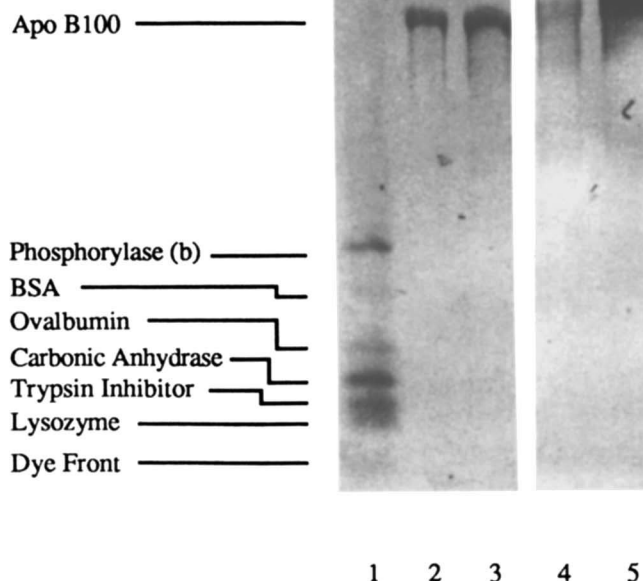 Apo B100
Phosphorylase (b)
BSA
Ovalbumin
Carbonic Anhydrase
Trypsin Inhibitor
Lysozyme
Dye Front
1 2 3 4 5